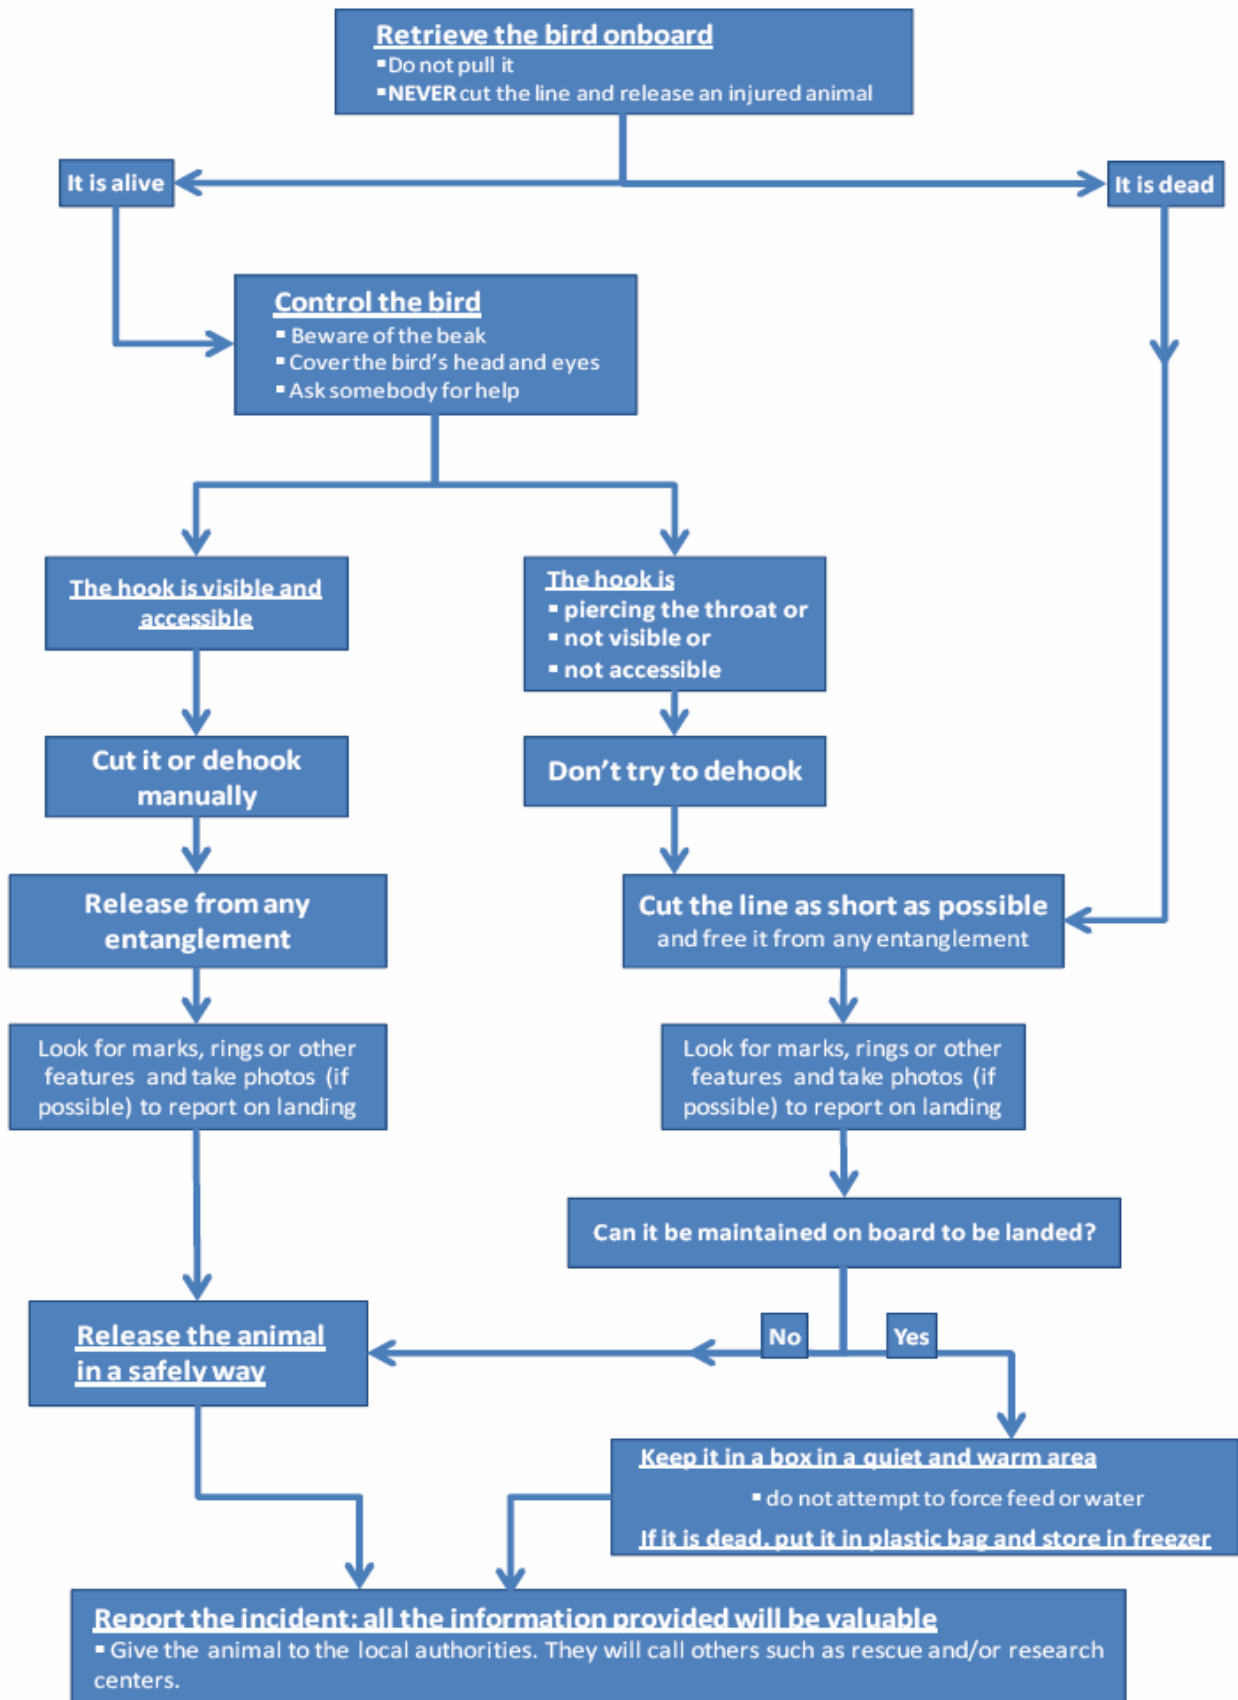 Retrieve the bird onboard
▪Do not pull it
▪NEVER cut the line and release an injured animal
It is alive
It is dead
Control the bird
▪ Beware of the beak
▪ Cover the bird's head and eyes
▪ Ask somebody for help
The hook is visible and
accessible
The hook is
▪ piercing the throat or
▪ not visible or
▪ not accessible
Cut it or dehook
manually
Don't try to dehook
Release from any
entanglement
Cut the line as short as possible
and free it from any entanglement
Look for marks, rings or other
features and take photos (if
possible) to report on landing
Look for marks, rings or other
features and take photos (if
possible) to report on landing
Can it be maintained on board to be landed?
No
Yes
Release the animal
in a safely way
Keep it in a box in a quiet and warm area
▪ do not attempt to force feed or water
If it is dead, put it in plastic bag and store in freezer
Report the incident: all the information provided will be valuable
▪ Give the animal to the local authorities. They will call others such as rescue and/or research
centers.